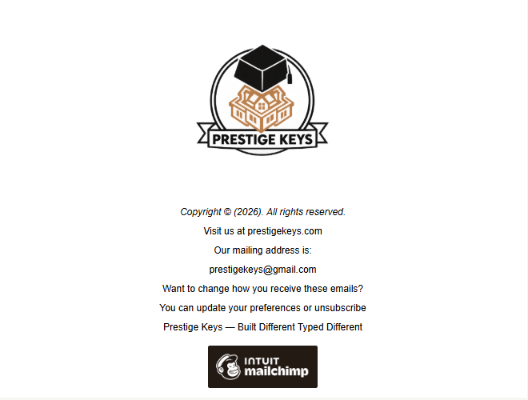 PRESTIGE KEYS
Copyright © (2026). All rights reserved.
Visit us at prestigekeys.com
Our mailing address is:
prestigekeys@gmail.com
Want to change how you receive these emails?
You can update your preferences or unsubscribe
Prestige Keys — Built Different Typed Different
INTUIT
mailchimp